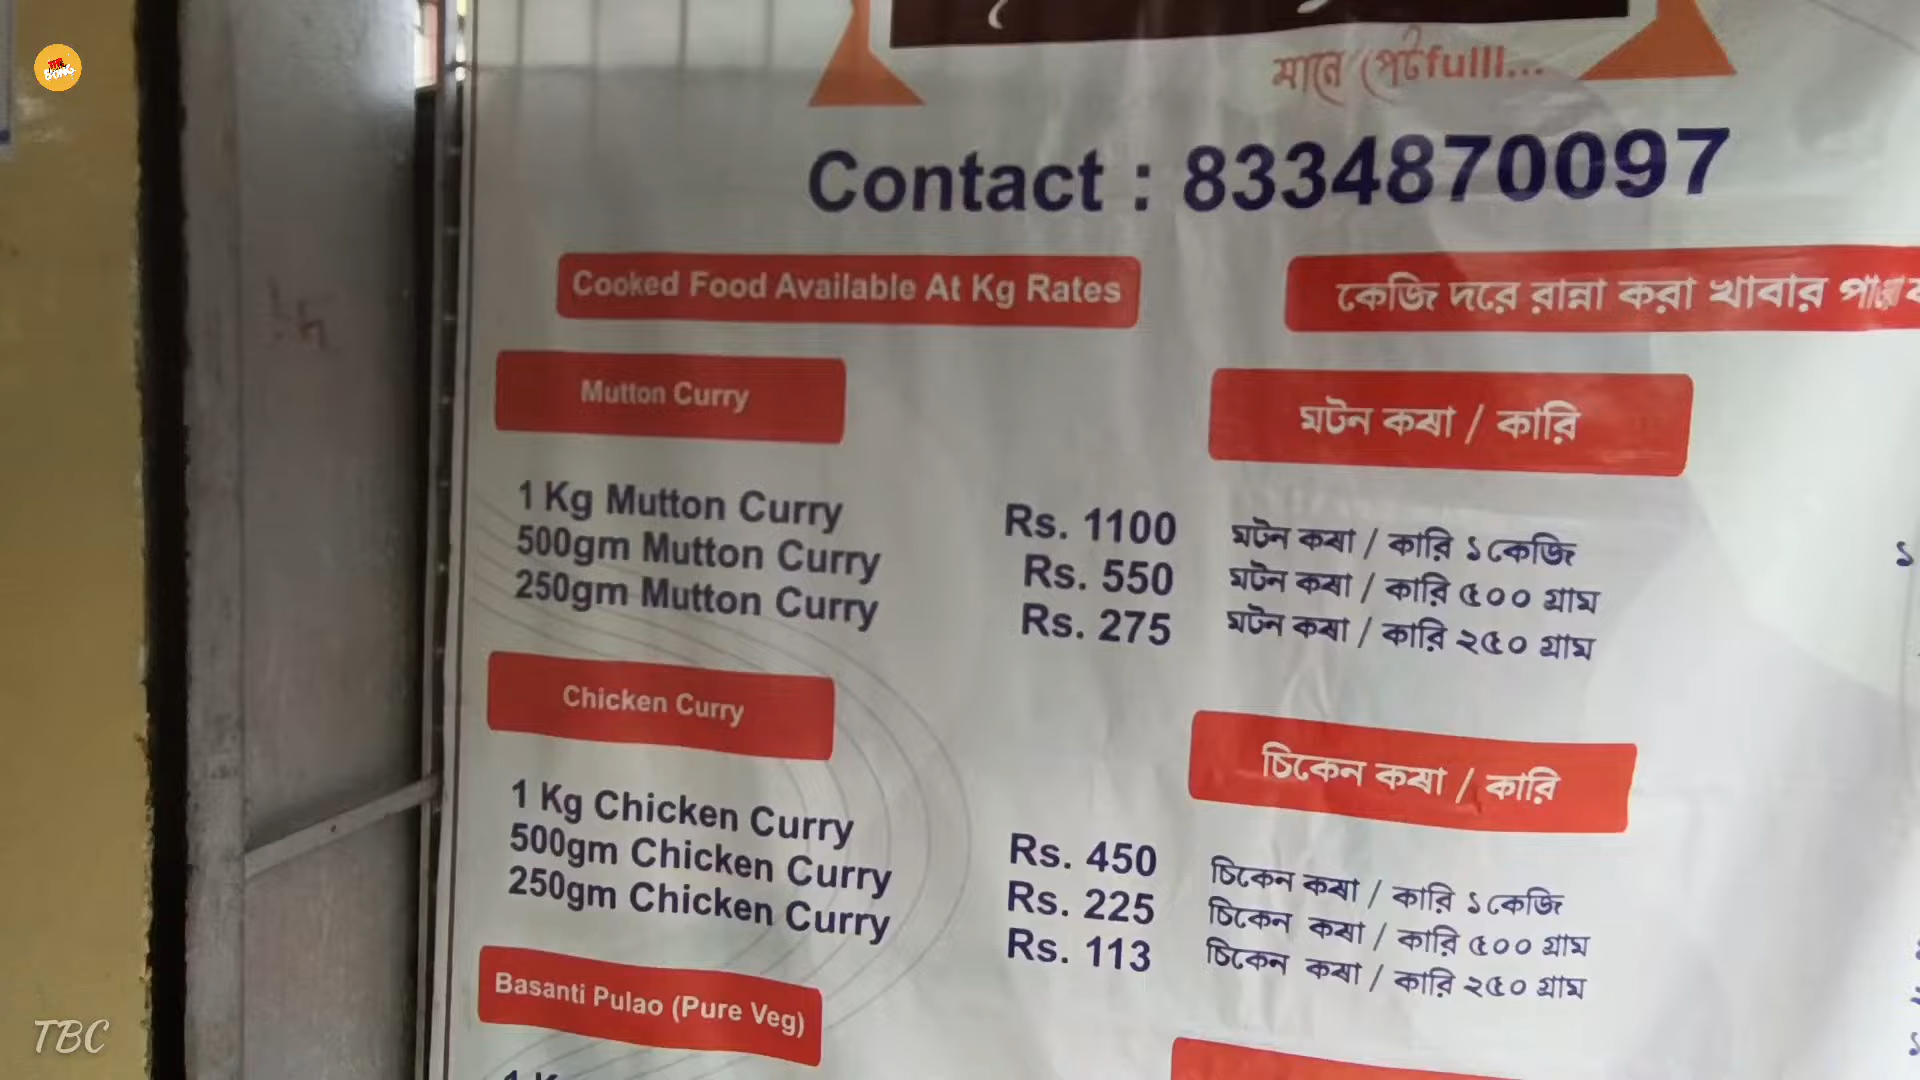 THE BONG
মানে পেটfulll...
Contact : 8334870097
Cooked Food Available At Kg Rates
কেজি দরে রান্না করা খাবার
Mutton Curry
1 Kg Mutton Curry Rs. 1100
500gm Mutton Curry Rs. 550
250gm Mutton Curry Rs. 275
মটন কষা / কারি
মটন কষা / কারি ১ কেজি
মটন কষা / কারি ৫০০ গ্রাম
মটন কষা / কারি ২৫০ গ্রাম
Chicken Curry
1 Kg Chicken Curry Rs. 450
500gm Chicken Curry Rs. 225
250gm Chicken Curry Rs. 113
চিকেন কষা / কারি
চিকেন কষা / কারি ১ কেজি
চিকেন কষা / কারি ৫০০ গ্রাম
চিকেন কষা / কারি ২৫০ গ্রাম
Basanti Pulao (Pure Veg)
TBC